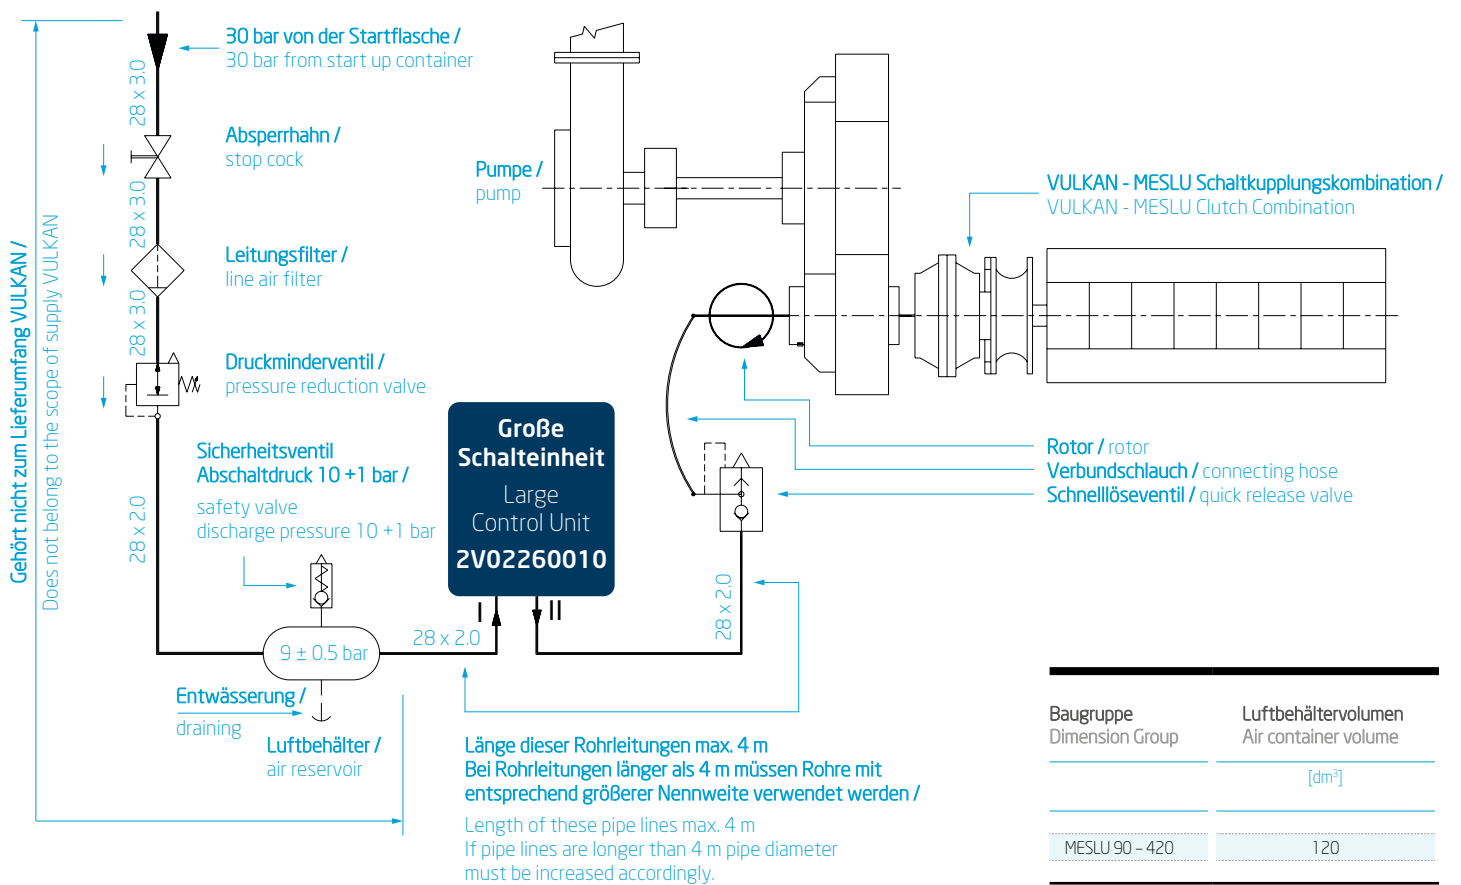 30 bar von der Startflasche /
30 bar from start up container
28 x 3.0
Absperrhahn /
stop cock
28 x 3.0
Leitungsfilter /
line air filter
28 x 3.0
Druckminderventil /
pressure reduction valve
Gehört nicht zum Lieferumfang VULKAN /
Does not belong to the scope of supply VULKAN
Sicherheitsventil
Abschaltdruck 10 +1 bar /
safety valve
discharge pressure 10 +1 bar
28 x 2.0
9 ± 0.5 bar
Entwässerung /
draining
Luftbehälter /
air reservoir
28 x 2.0
Große
Schalteinheit
Large
Control Unit
2V02260010
I
II
28 x 2.0
Pumpe /
pump
VULKAN - MESLU Schaltkupplungskombination /
VULKAN - MESLU Clutch Combination
Rotor / rotor
Verbundschlauch / connecting hose
Schnelllöseventil / quick release valve
Länge dieser Rohrleitungen max. 4 m
Bei Rohrleitungen länger als 4 m müssen Rohre mit
entsprechend größerer Nennweite verwendet werden /
Length of these pipe lines max. 4 m
If pipe lines are longer than 4 m pipe diameter
must be increased accordingly.
Baugruppe Luftbehältervolumen
Dimension Group Air container volume
[dm³]
MESLU 90 – 420 120